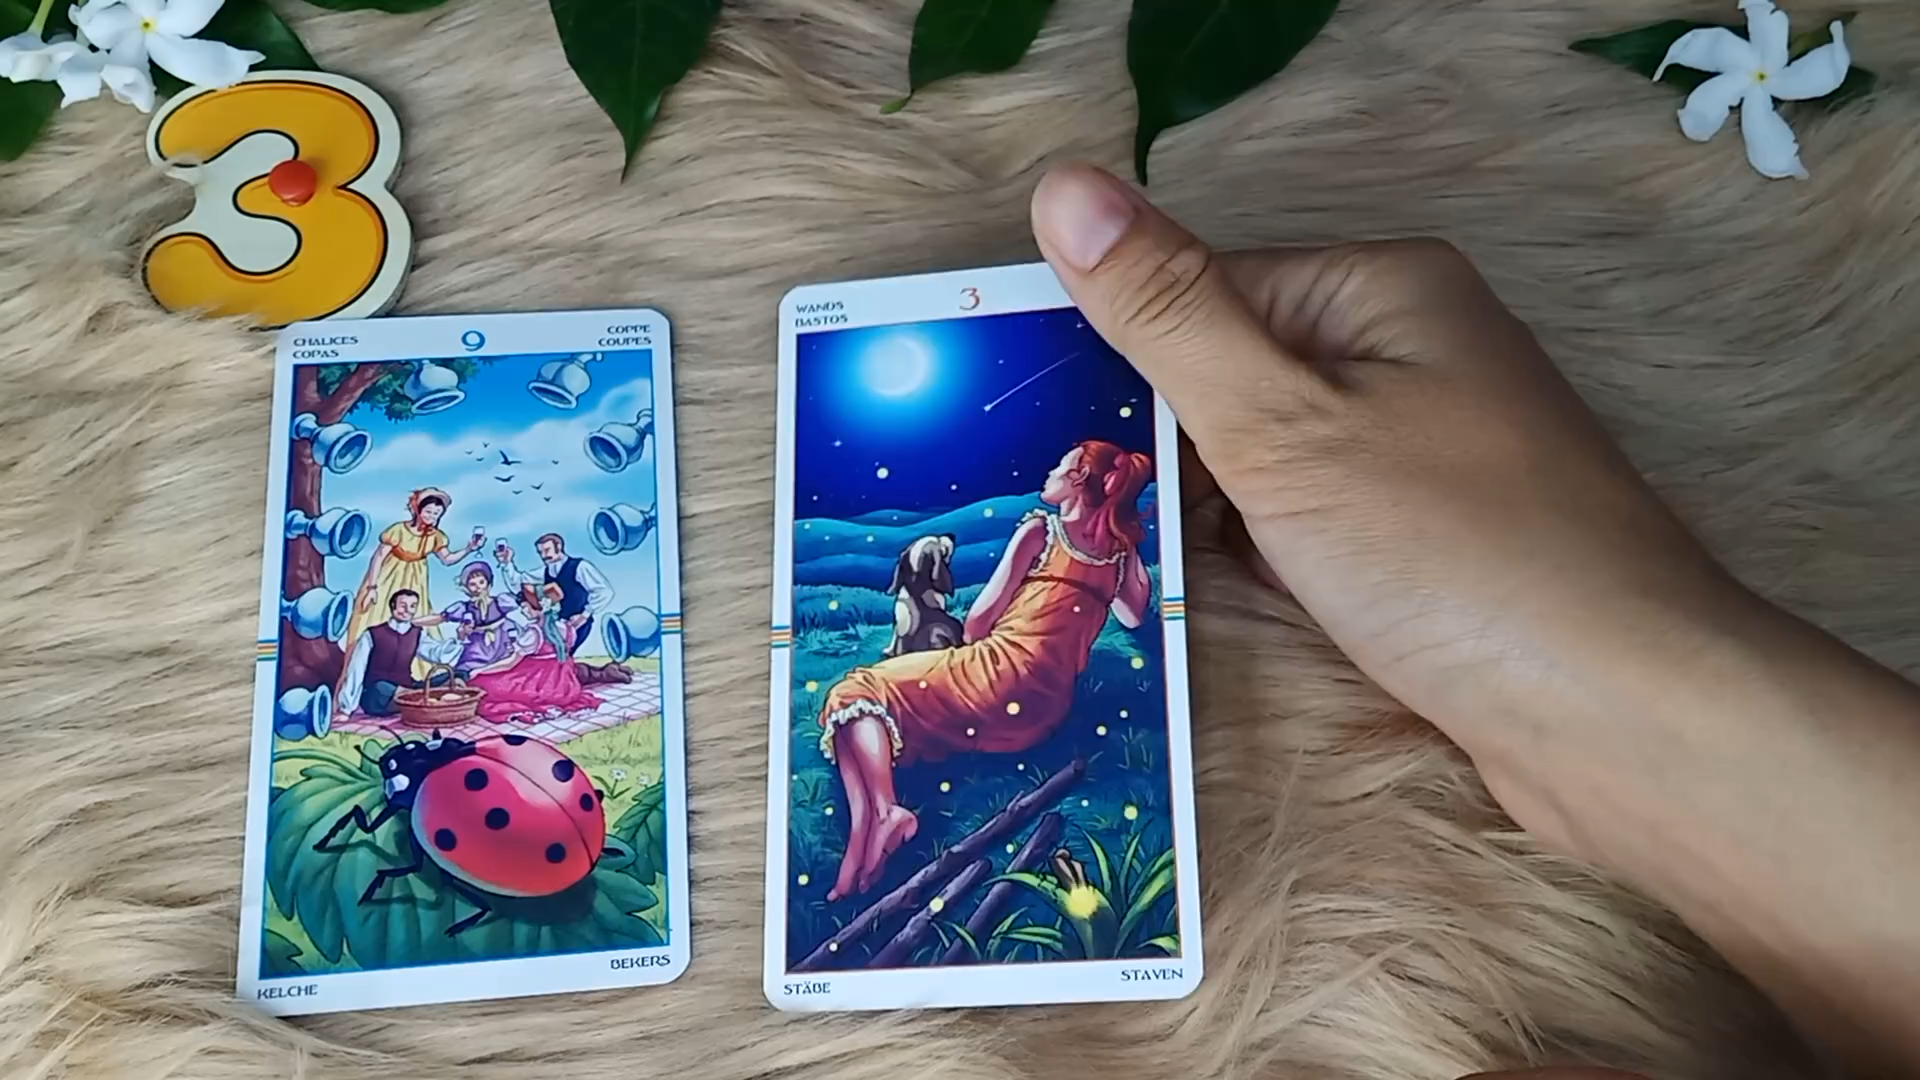 3
CHALICES
COPAS
9
COPPE
COUPES
KELCHE
BEKERS
WANDS
BASTOS
3
STÄBE
STAVEN